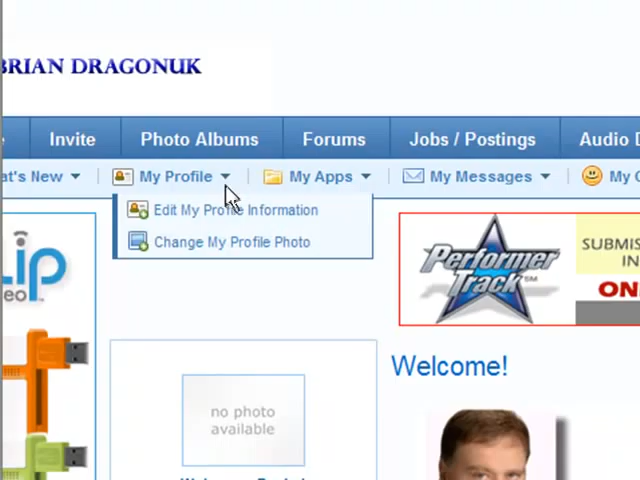 BRIAN DRAGONUK
Invite Photo Albums Forums Jobs / Postings Audio D
at's New My Profile My Apps My Messages My
Edit My Profile Information
Change My Profile Photo
Performer
Track SM
SUBMIS
IN
ON
Welcome!
no photo
available